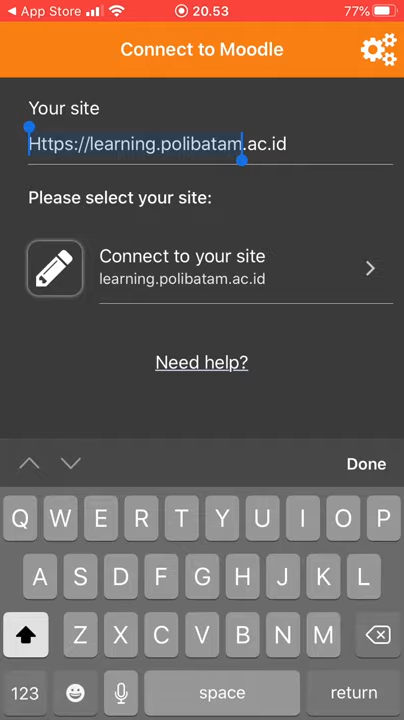 App Store 20.53 77%
Connect to Moodle
Your site
Https://learning.polibatam.ac.id
Please select your site:
Connect to your site
learning.polibatam.ac.id
Need help?
Done
Q W E R T Y U I O P
A S D F G H J K L
Z X C V B N M
123 space return